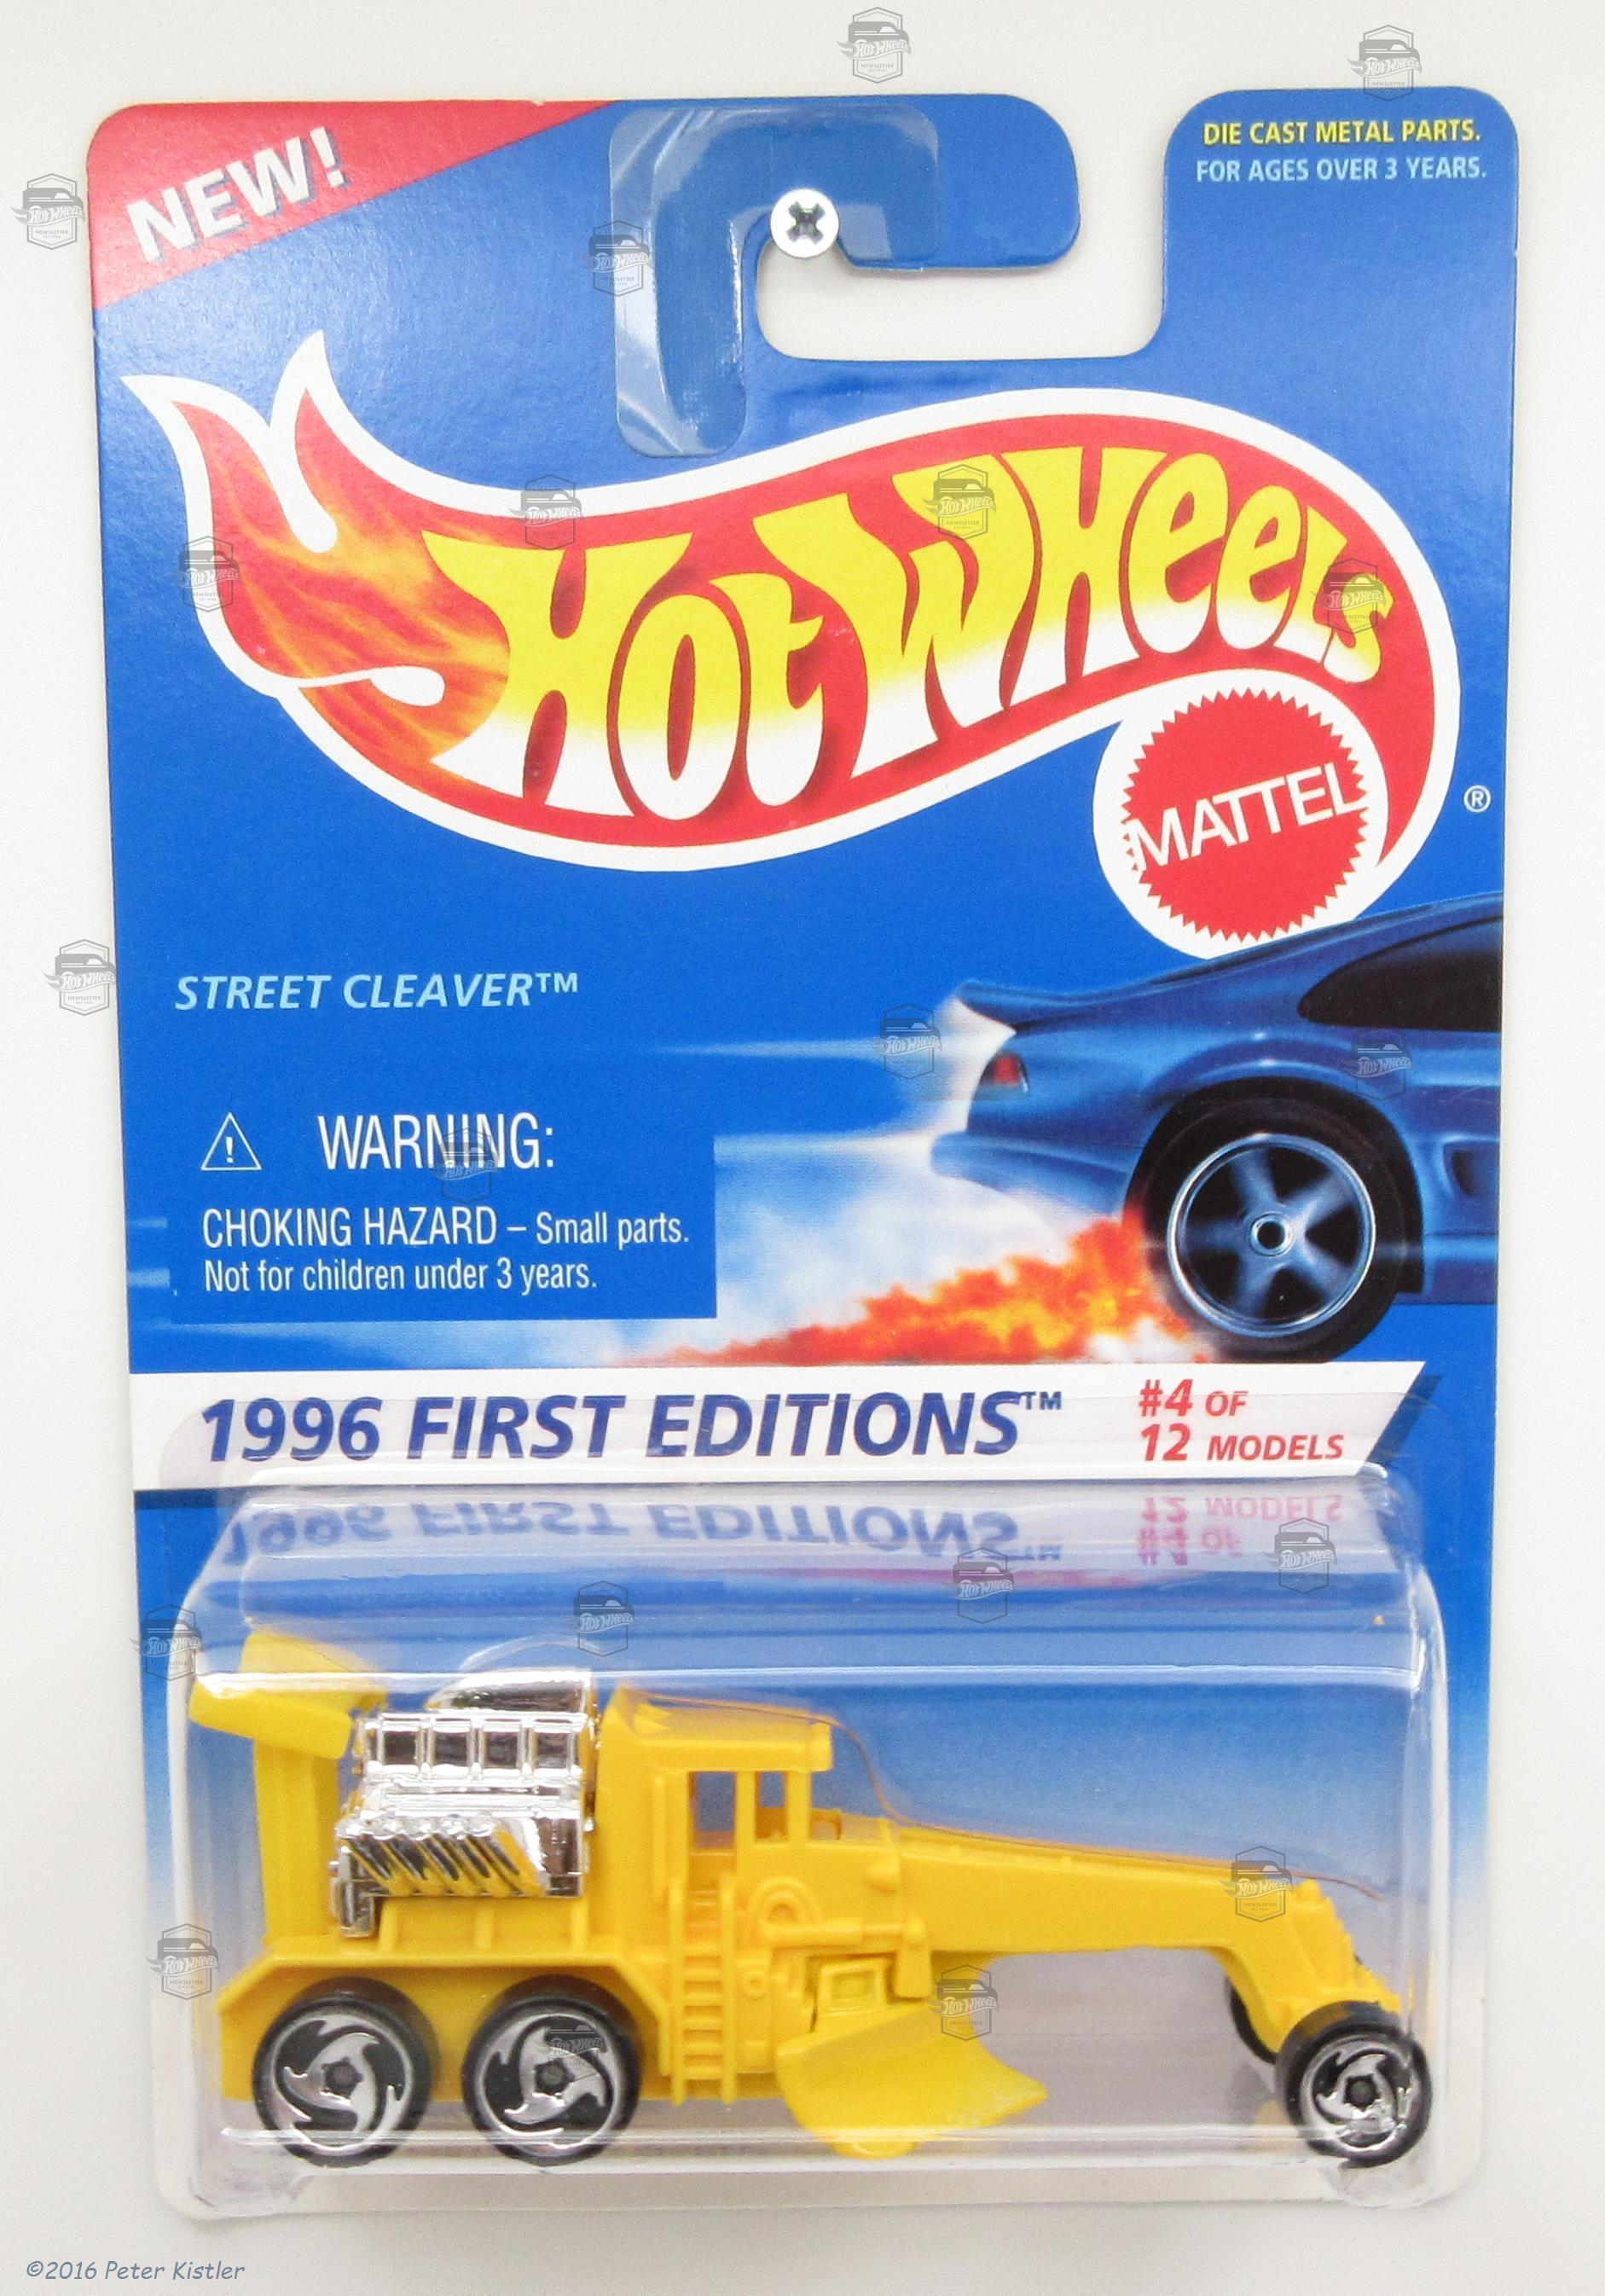 NEW!
DIE CAST METAL PARTS.
FOR AGES OVER 3 YEARS.
Hot Wheels
MATTEL
®
STREET CLEAVER™
WARNING:
CHOKING HAZARD – Small parts.
Not for children under 3 years.
1996 FIRST EDITIONS™
#4 OF
12 MODELS
©2016 Peter Kistler